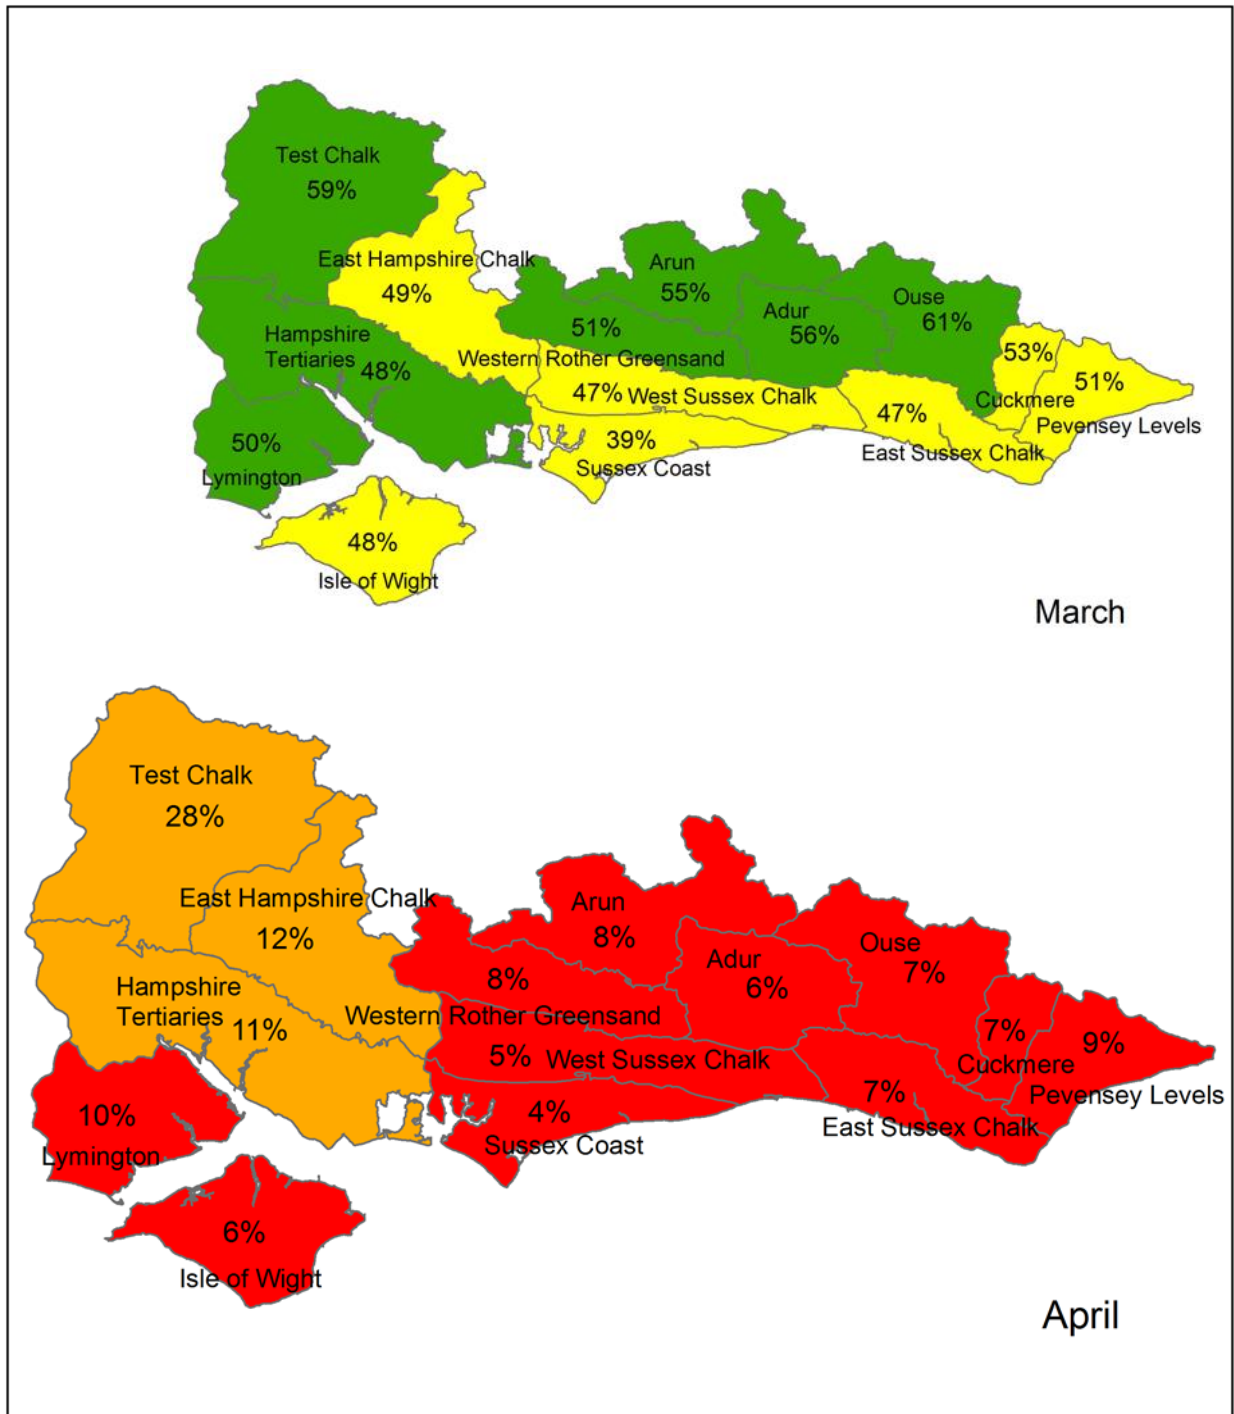 Test Chalk
59%
East Hampshire Chalk
49%
Arun
55%
Ouse
61%
Adur
56%
51%
Hampshire
Tertiaries
48%
Western Rother Greensand
53%
Cuckmere
51%
Pevensey Levels
47%
West Sussex Chalk
47%
East Sussex Chalk
39%
Sussex Coast
50%
Lymington
48%
Isle of Wight
March
Test Chalk
28%
East Hampshire Chalk
12%
Arun
8%
Ouse
7%
Adur
6%
8%
Western Rother Greensand
Hampshire
Tertiaries
11%
7%
Cuckmere
9%
Pevensey Levels
5%
West Sussex Chalk
7%
East Sussex Chalk
4%
Sussex Coast
10%
Lymington
6%
Isle of Wight
April